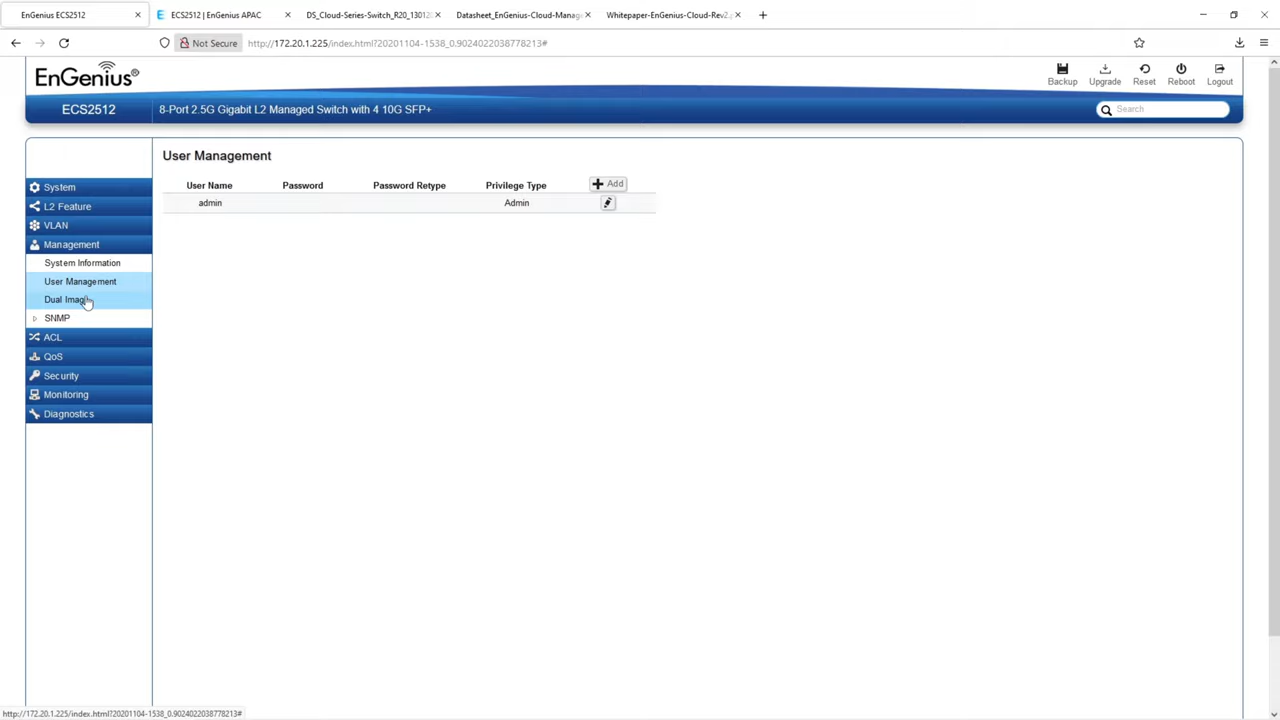 EnGenius ECS2512
ECS2512 | EnGenius APAC
DS_Cloud-Series-Switch_R20_13012
Datasheet_EnGenius-Cloud-Manag
Whitepaper-EnGenius-Cloud-Rev2.
Not Secure
http://172.20.1.225/index.html?20201104-1538_0.9024022038778213#
EnGenius®
Backup
Upgrade
Reset
Reboot
Logout
ECS2512
8-Port 2.5G Gigabit L2 Managed Switch with 4 10G SFP+
Search
User Management
User Name Password Password Retype Privilege Type Add
admin Admin
System
L2 Feature
VLAN
Management
System Information
User Management
Dual Image
SNMP
ACL
QoS
Security
Monitoring
Diagnostics
http://172.20.1.225/index.html?20201104-1538_0.9024022038778213#